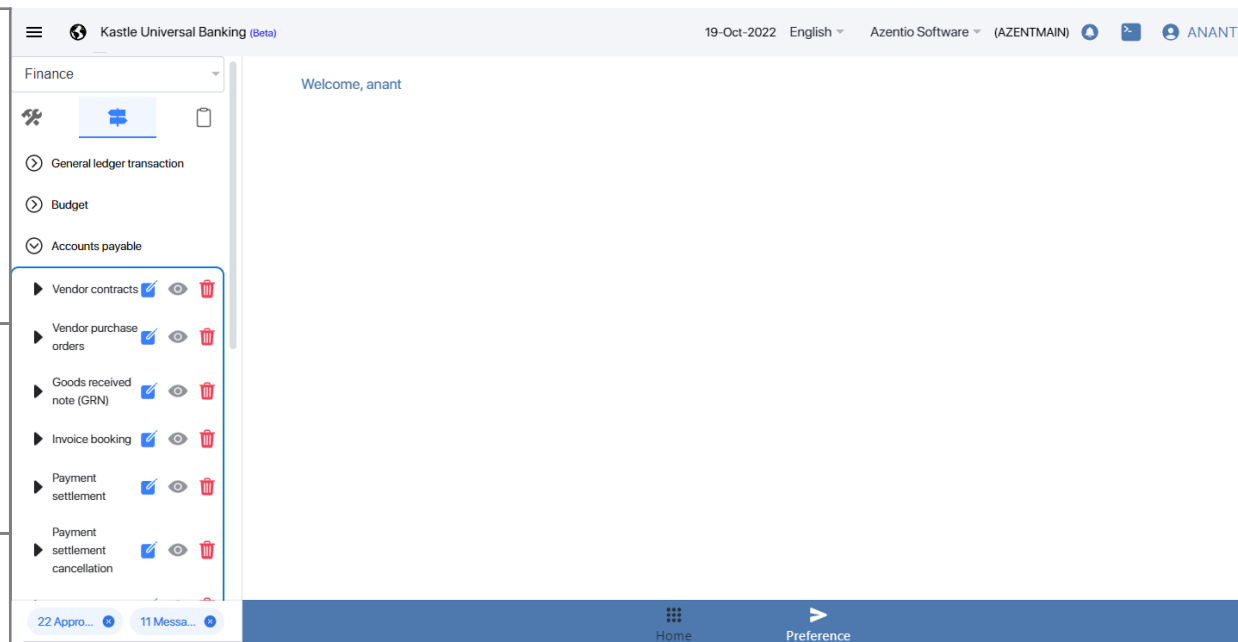 Kastle Universal Banking (Beta)
19-Oct-2022 English Azentio Software (AZENTMAIN) ANANT
Finance
Welcome, anant
General ledger transaction
Budget
Accounts payable
Vendor contracts
Vendor purchase
orders
Goods received
note (GRN)
Invoice booking
Payment
settlement
Payment
settlement
cancellation
22 Appro... 11 Messa...
Home Preference